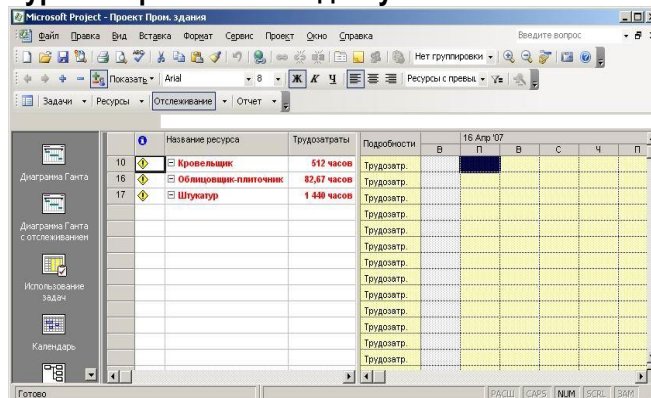 Microsoft Project - Проект Пром. здания
Файл Правка Вид Вставка Формат Сервис Проект Окно Справка Введите вопрос
Нет группировки
Показать Arial 8 Ж К Ч Ресурсы с превыш.
Задачи Ресурсы Отслеживание Отчет
Название ресурса Трудозатраты Подробности 16 Апр '07
В П В С Ч П
10 Кровельщик 512 часов Трудозатр.
16 Облицовщик-плиточник 82,67 часов Трудозатр.
17 Штукатур 1 440 часов Трудозатр.
Трудозатр.
Трудозатр.
Трудозатр.
Трудозатр.
Трудозатр.
Трудозатр.
Трудозатр.
Трудозатр.
Трудозатр.
Трудозатр.
Диаграмма Ганта
Диаграмма Ганта
с отслеживанием
Использование
задач
Календарь
Готово РАСШ CAPS NUM SCRL ЗАМ